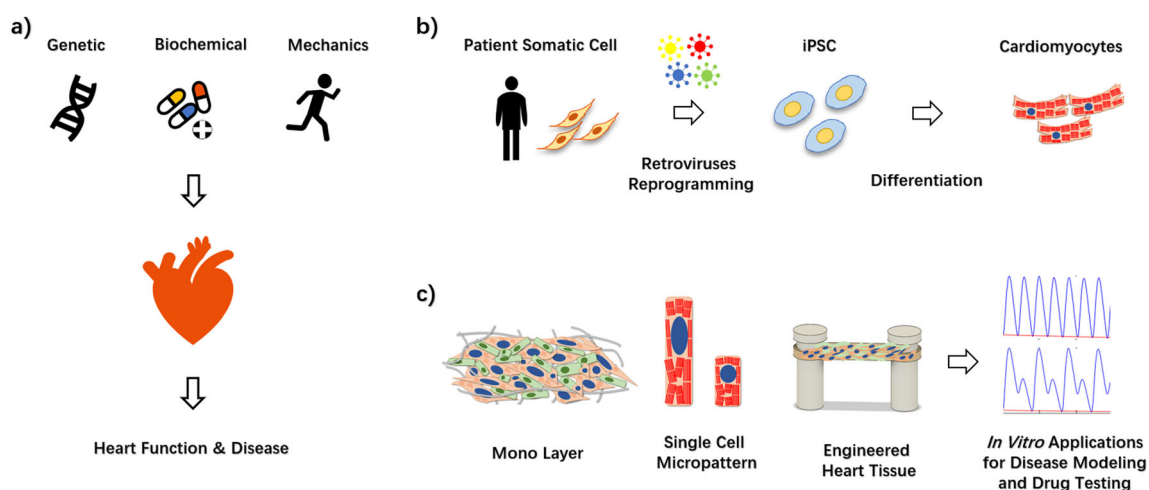 a)
Genetic
Biochemical
Mechanics
Heart Function & Disease
b)
Patient Somatic Cell
iPSC
Cardiomyocytes
Retroviruses
Reprogramming
Differentiation
c)
Mono Layer
Single Cell
Micropattern
Engineered
Heart Tissue
In Vitro Applications
for Disease Modeling
and Drug Testing